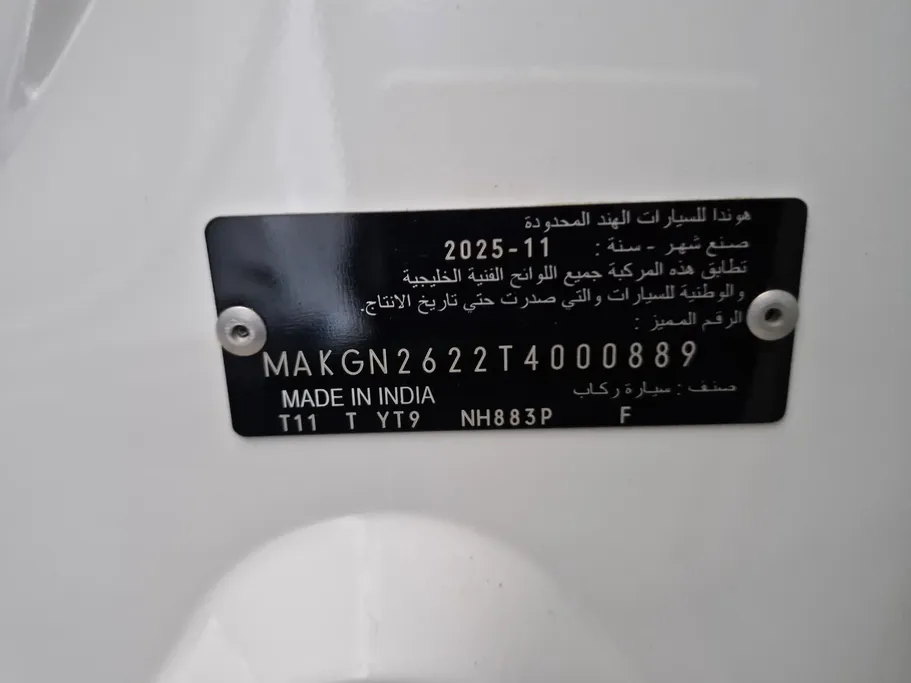 هوندا للسيارات الهند المحدودة
صنع شهر - سنة : 2025-11
تطابق هذه المركبة جميع اللوائح الفنية الخليجية
والوطنية للسيارات والتي صدرت حتي تاريخ الانتاج.
الرقم المميز :
MAKGN2622T4000889
MADE IN INDIA صنف : سيارة ركاب
T11 T YT9 NH883P F